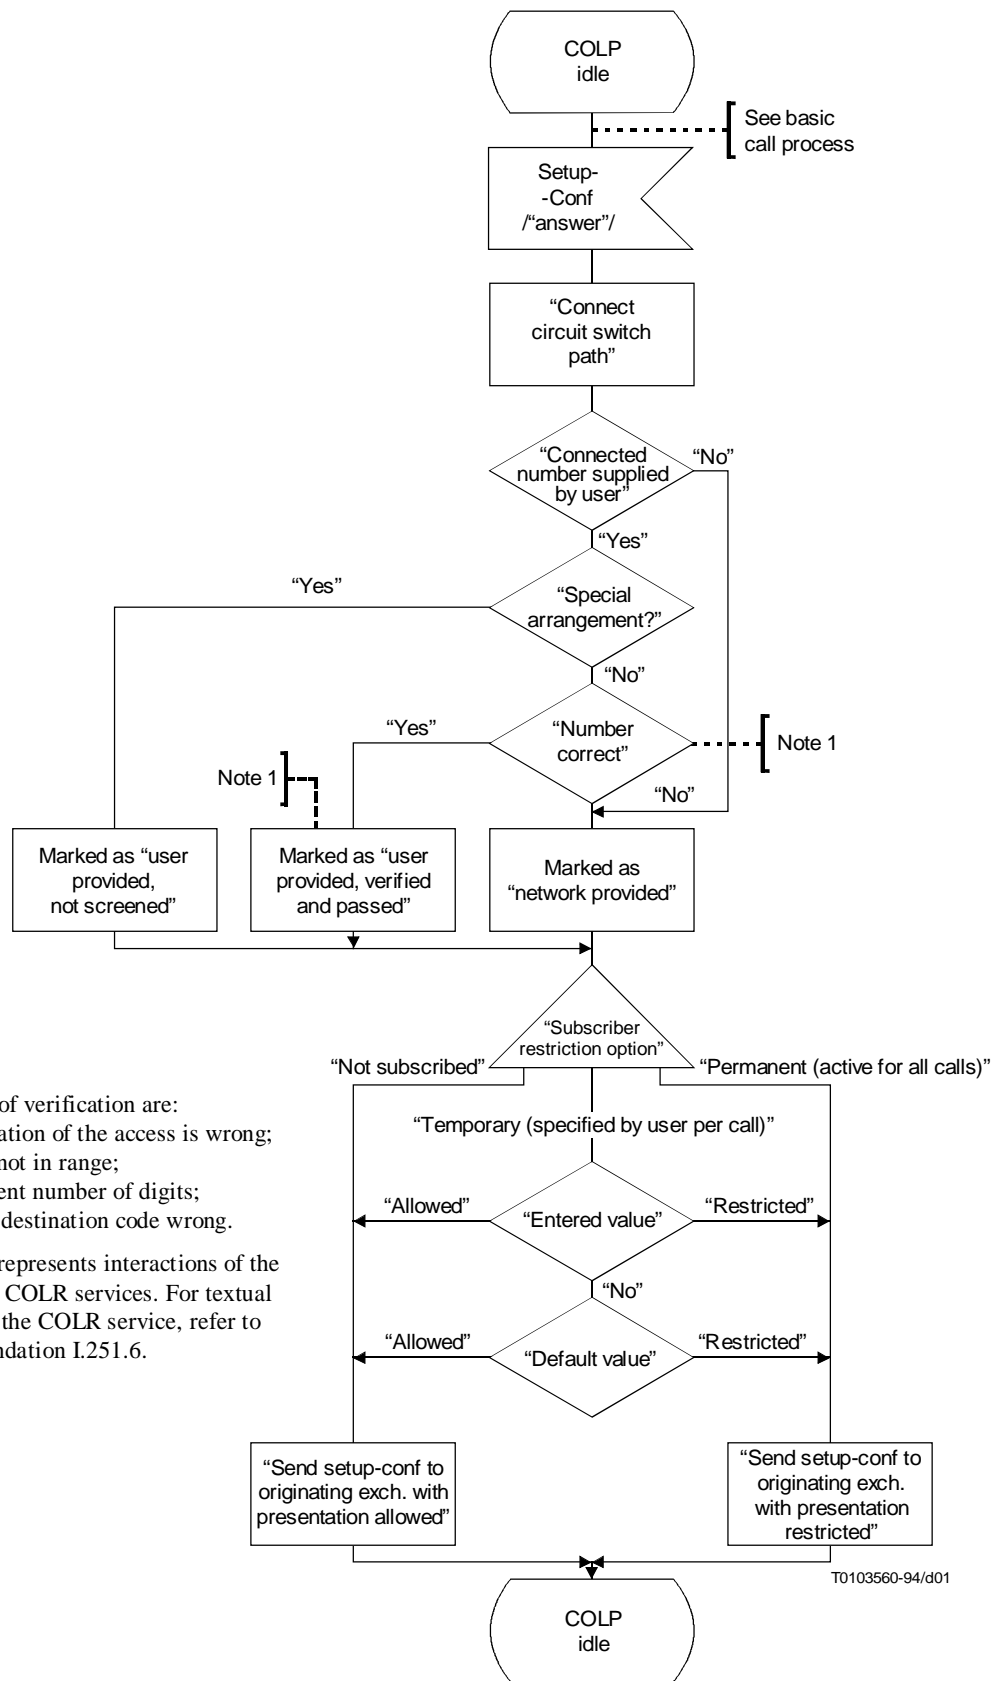 COLP
idle
See basic
call process
Setup-
-Conf
/“answer”/
“Connect
circuit switch
path”
“Connected
number supplied
by user”
“No”
“Yes”
“Special
arrangement?”
“Yes”
“No”
“Number
correct”
“Yes”
Note 1
Note 1
“No”
Marked as “user
provided,
not screened”
Marked as “user
provided, verified
and passed”
Marked as
“network provided”
“Subscriber
restriction option”
“Not subscribed”
“Permanent (active for all calls)”
“Temporary (specified by user per call)”
of verification are:
ation of the access is wrong;
not in range;
ent number of digits;
destination code wrong.
represents interactions of the
COLR services. For textual
the COLR service, refer to
ndation I.251.6.
“Allowed”
“Entered value”
“Restricted”
“No”
“Allowed”
“Default value”
“Restricted”
“Send setup-conf to
originating exch. with
presentation allowed”
“Send setup-conf to
originating exch.
with presentation
restricted”
T0103560-94/d01
COLP
idle